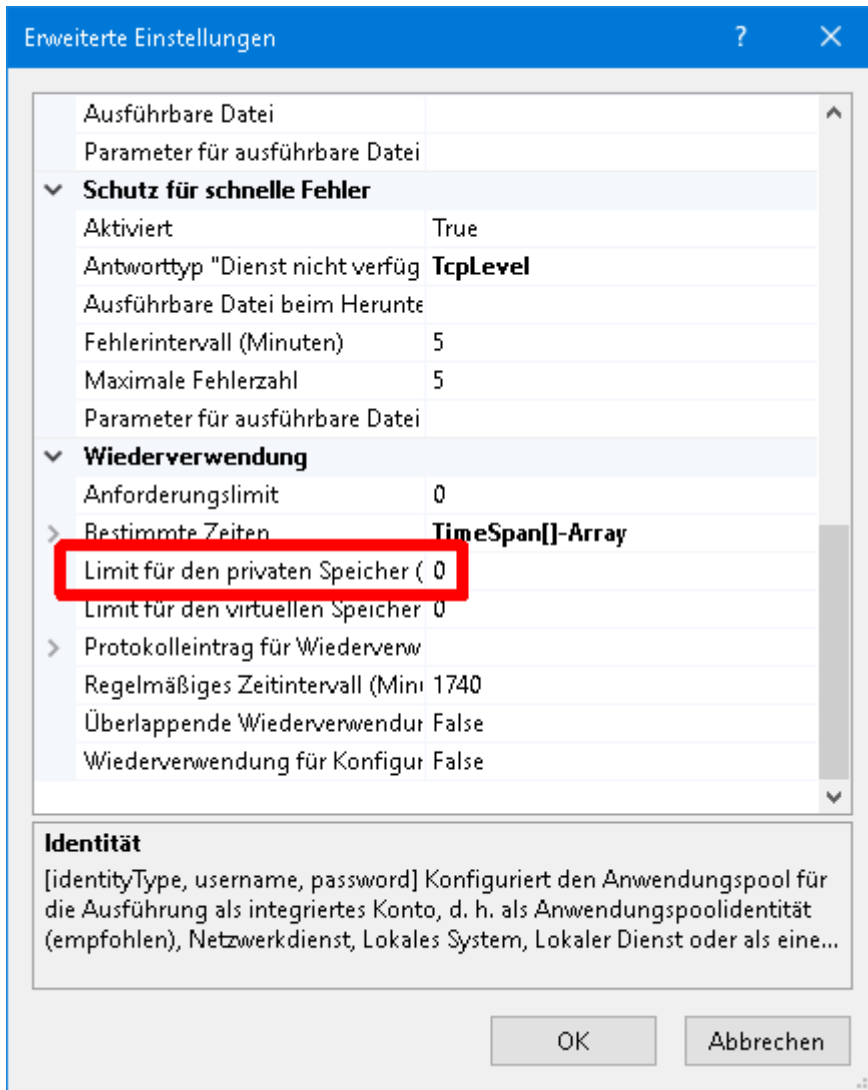 Erweiterte Einstellungen ?
Ausführbare Datei
Parameter für ausführbare Datei
Schutz für schnelle Fehler
Aktiviert True
Antworttyp "Dienst nicht verfüg TcpLevel
Ausführbare Datei beim Herunte
Fehlerintervall (Minuten) 5
Maximale Fehlerzahl 5
Parameter für ausführbare Datei
Wiederverwendung
Anforderungslimit 0
Bestimmte Zeiten TimeSpan[]-Array
Limit für den privaten Speicher ( 0
Limit für den virtuellen Speicher 0
Protokolleintrag für Wiederverw
Regelmäßiges Zeitintervall (Minu 1740
Überlappende Wiederverwendur False
Wiederverwendung für Konfigur False
Identität
[identityType, username, password] Konfiguriert den Anwendungspool für
die Ausführung als integriertes Konto, d. h. als Anwendungspoolidentität
(empfohlen), Netzwerkdienst, Lokales System, Lokaler Dienst oder als eine...
OK Abbrechen